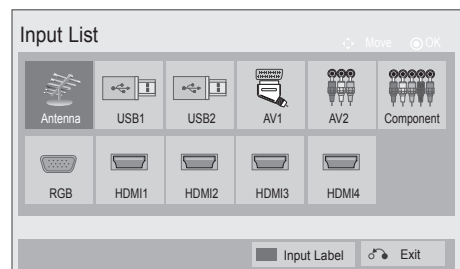 Input List
Move OK
Antenna USB1 USB2 AV1 AV2 Component
RGB HDMI1 HDMI2 HDMI3 HDMI4
Input Label Exit